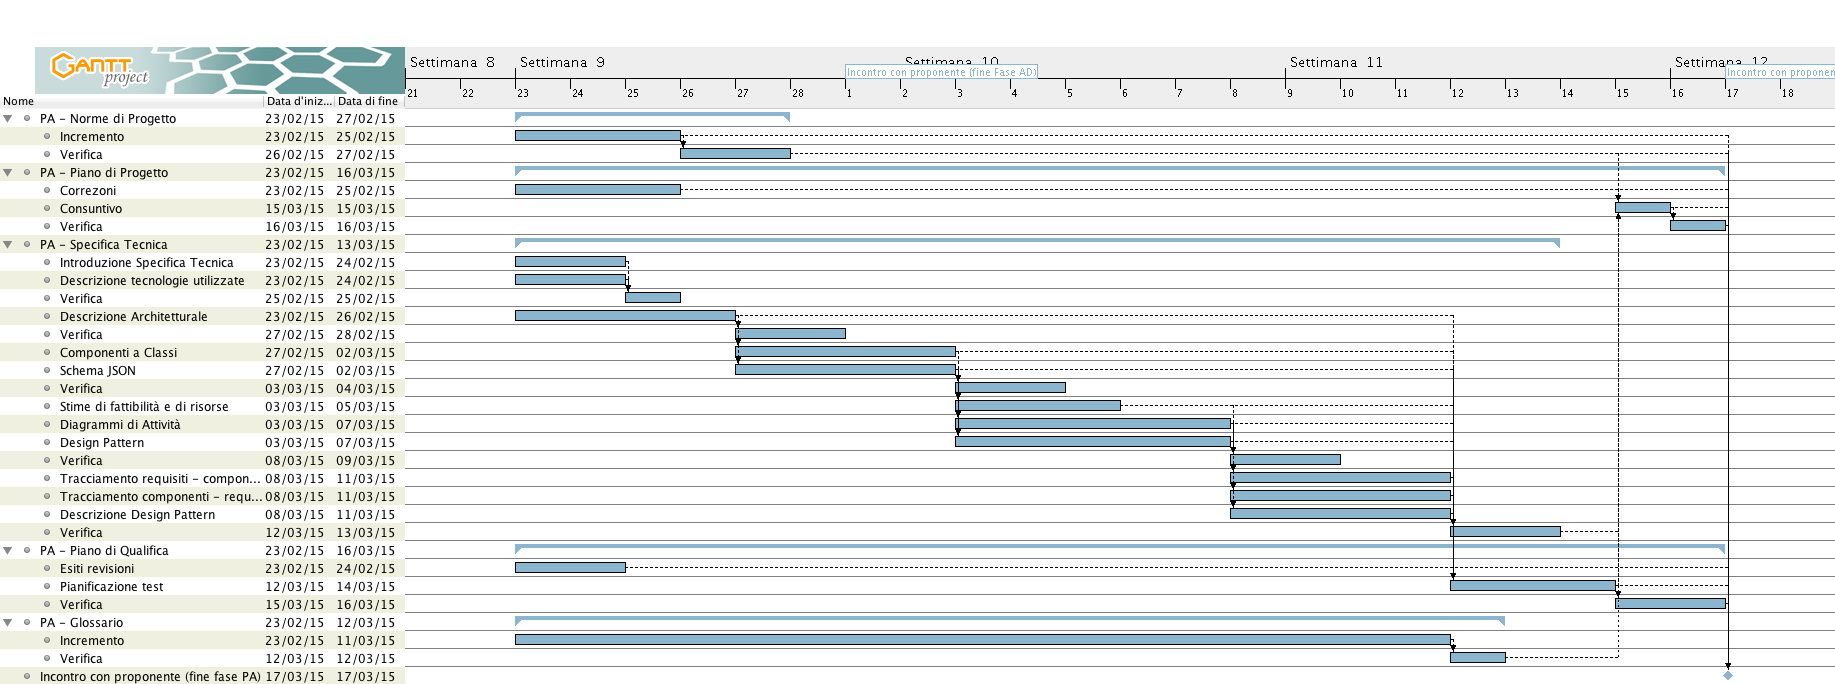 GANTT
project
Settimana 8
Settimana 9
Settimana 10
Settimana 11
Settimana 12
Incontro con proponente (fine Fase AD)
Incontro con proponen
21 22 23 24 25 26 27 28 1 2 3 4 5 6 7 8 9 10 11 12 13 14 15 16 17 18
Nome Data d'iniz... Data di fine
PA - Norme di Progetto 23/02/15 27/02/15
Incremento 23/02/15 25/02/15
Verifica 26/02/15 27/02/15
PA - Piano di Progetto 23/02/15 16/03/15
Correzoni 23/02/15 25/02/15
Consuntivo 15/03/15 15/03/15
Verifica 16/03/15 16/03/15
PA - Specifica Tecnica 23/02/15 13/03/15
Introduzione Specifica Tecnica 23/02/15 24/02/15
Descrizione tecnologie utilizzate 23/02/15 24/02/15
Verifica 25/02/15 25/02/15
Descrizione Architetturale 23/02/15 26/02/15
Verifica 27/02/15 28/02/15
Componenti a Classi 27/02/15 02/03/15
Schema JSON 27/02/15 02/03/15
Verifica 03/03/15 04/03/15
Stime di fattibilità e di risorse 03/03/15 05/03/15
Diagrammi di Attività 03/03/15 07/03/15
Design Pattern 03/03/15 07/03/15
Verifica 08/03/15 09/03/15
Tracciamento requisiti - compon... 08/03/15 11/03/15
Tracciamento componenti - requ... 08/03/15 11/03/15
Descrizione Design Pattern 08/03/15 11/03/15
Verifica 12/03/15 13/03/15
PA - Piano di Qualifica 23/02/15 16/03/15
Esiti revisioni 23/02/15 24/02/15
Pianificazione test 12/03/15 14/03/15
Verifica 15/03/15 16/03/15
PA - Glossario 23/02/15 12/03/15
Incremento 23/02/15 11/03/15
Verifica 12/03/15 12/03/15
Incontro con proponente (fine fase PA) 17/03/15 17/03/15